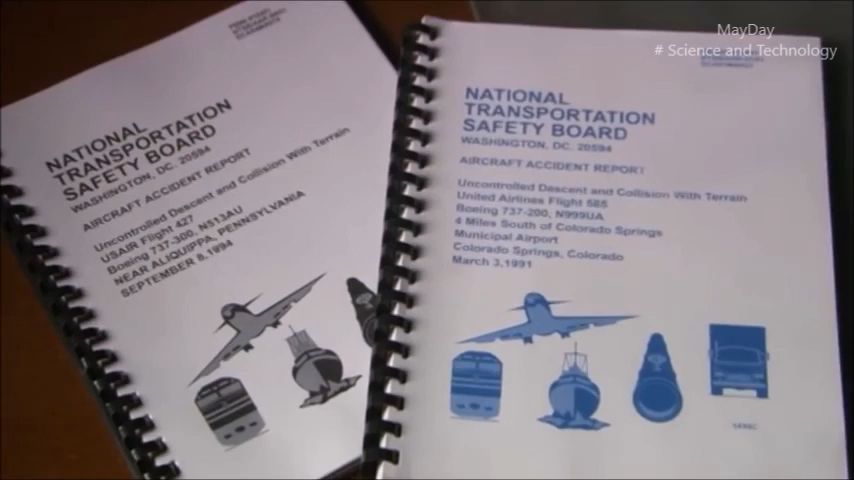 MayDay
# Science and Technology
NATIONAL
TRANSPORTATION
SAFETY BOARD
WASHINGTON, DC. 20594
AIRCRAFT ACCIDENT REPORT
Uncontrolled Descent and Collision With Terrain
USAIR Flight 427
Boeing 737-300, N513AU
NEAR ALIQUIPPA, PENNSYLVANIA
SEPTEMBER 8,1994
NATIONAL
TRANSPORTATION
SAFETY BOARD
WASHINGTON, DC. 20594
AIRCRAFT ACCIDENT REPORT
Uncontrolled Descent and Collision With Terrain
United Airlines Flight 585
Boeing 737-200, N999UA
4 Miles South of Colorado Springs
Municipal Airport
Colorado Springs, Colorado
March 3,1991